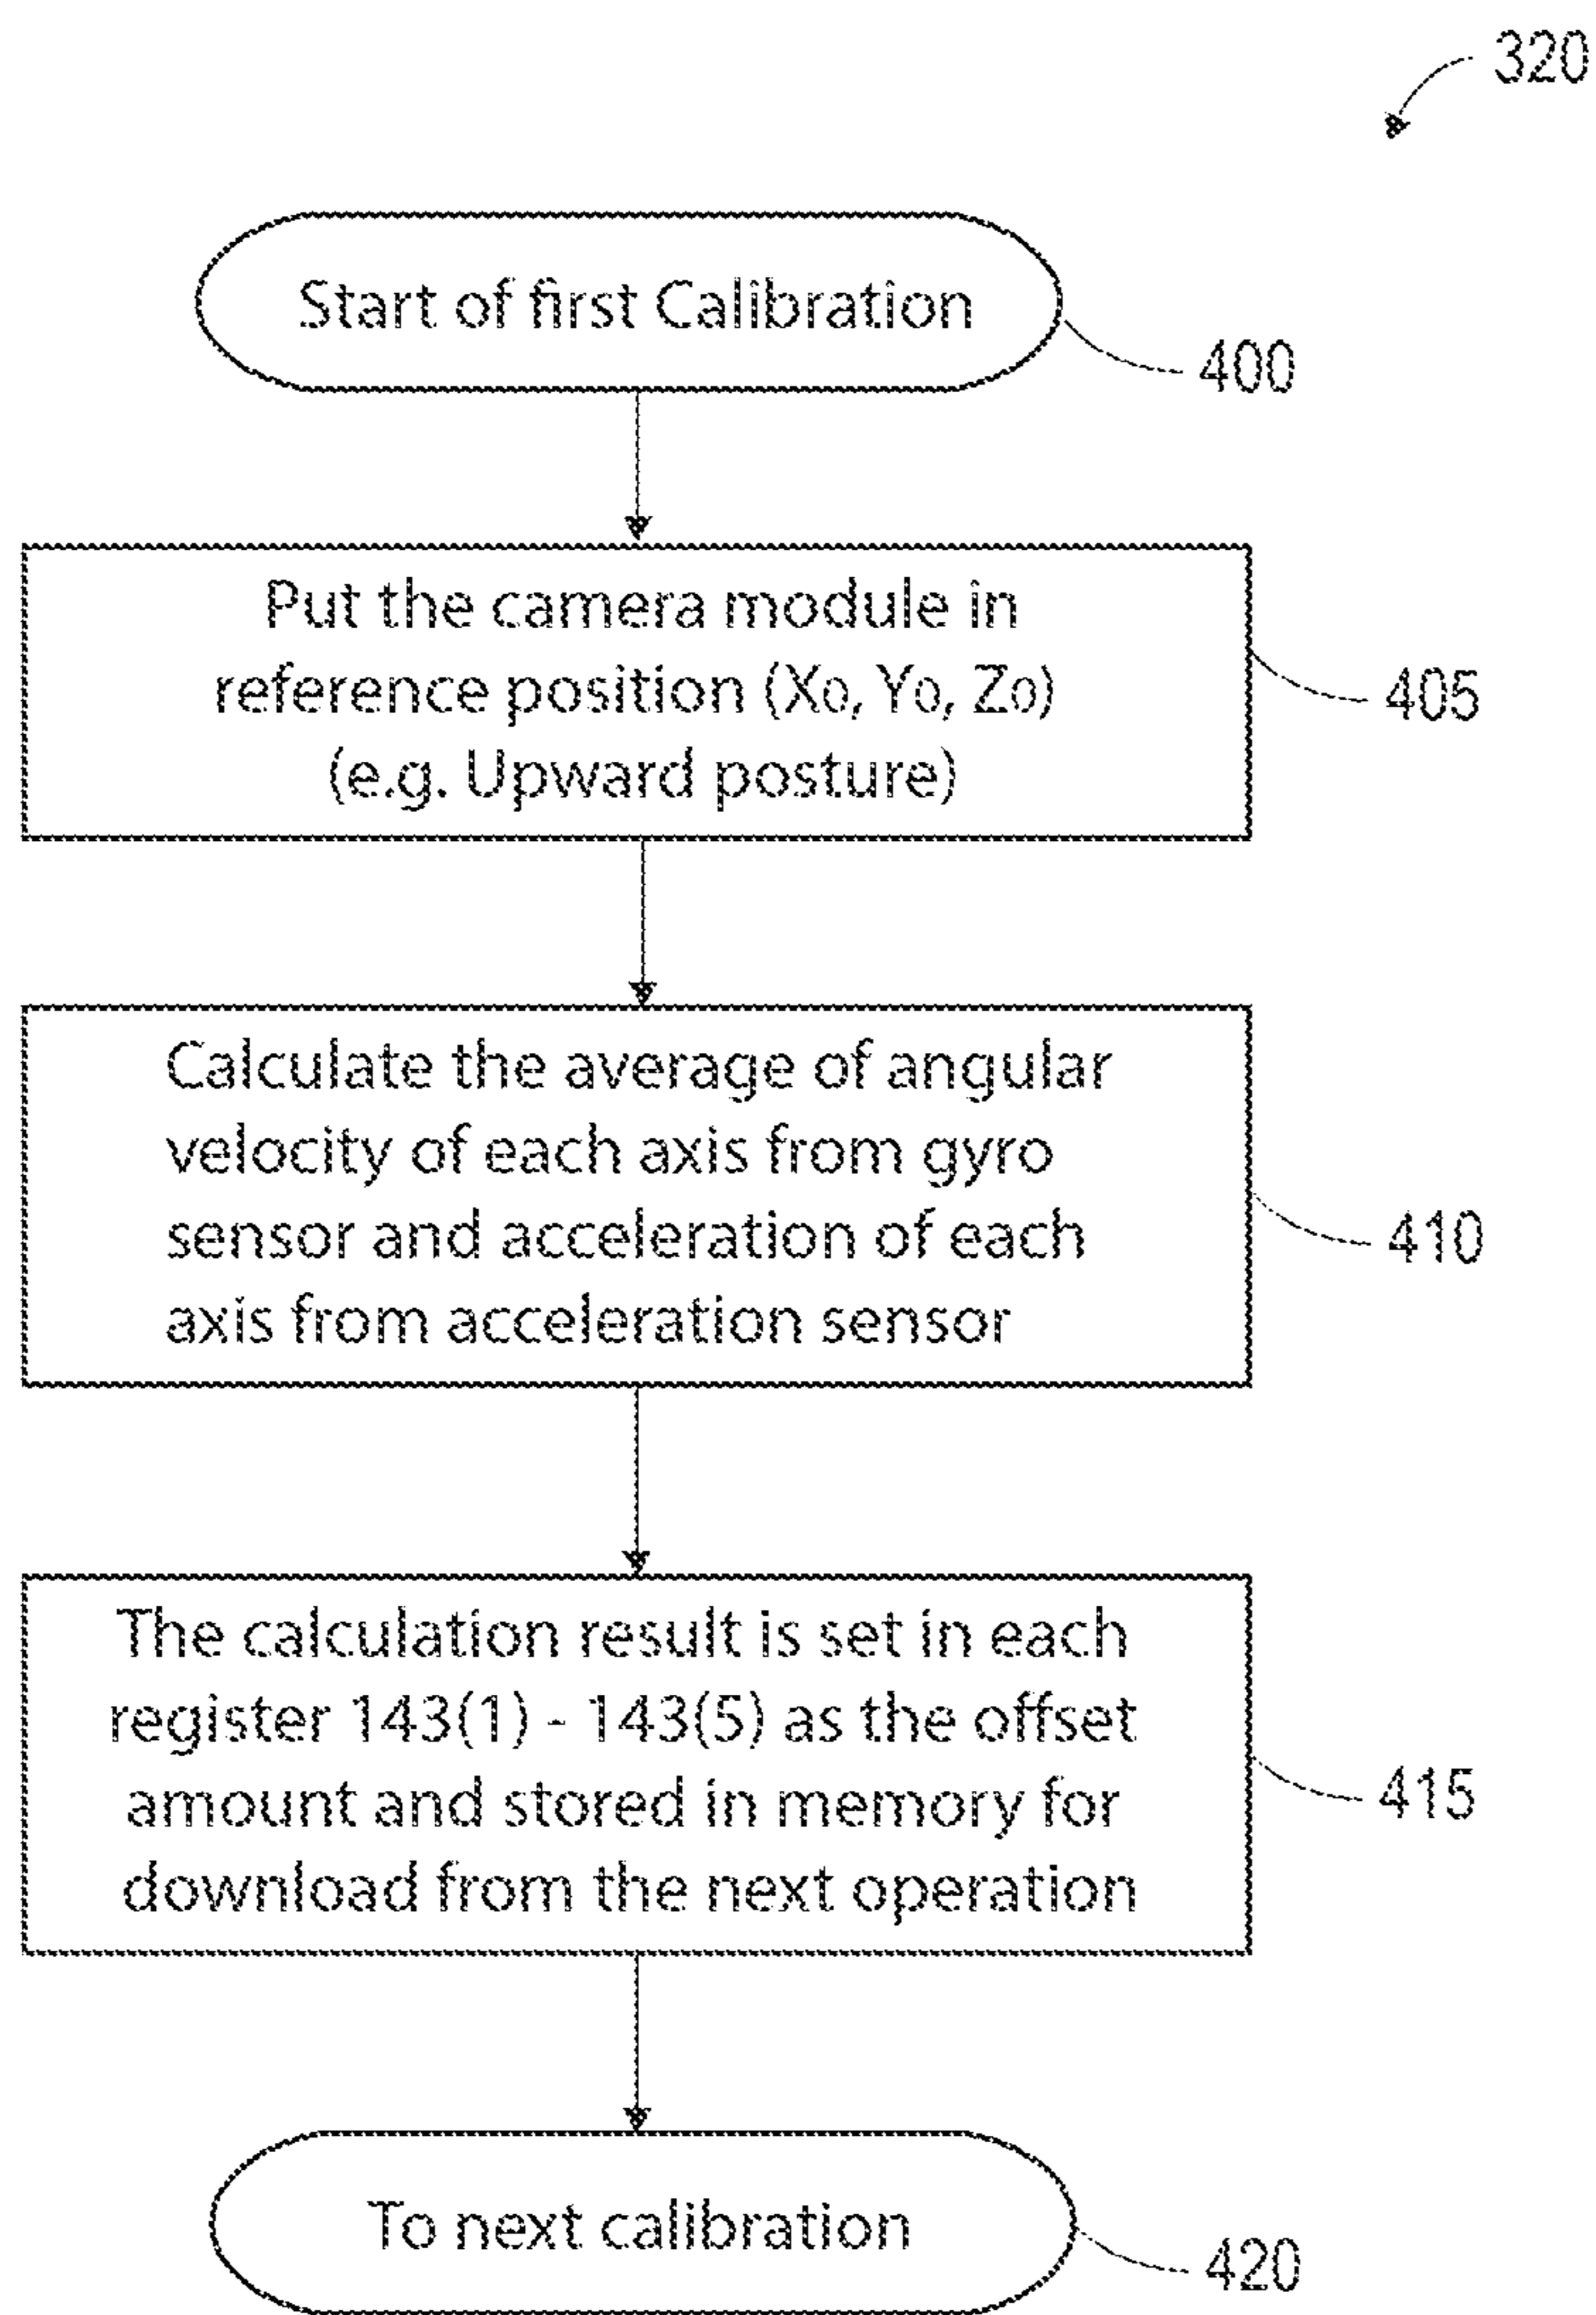 320
Start of first Calibration
400
Put the camera module in
reference position (X0, Y0, Z0)
(e.g. Upward posture)
405
Calculate the average of angular
velocity of each axis from gyro
sensor and acceleration of each
axis from acceleration sensor
410
The calculation result is set in each
register 143(1) - 143(5) as the offset
amount and stored in memory for
download from the next operation
415
To next calibration
420